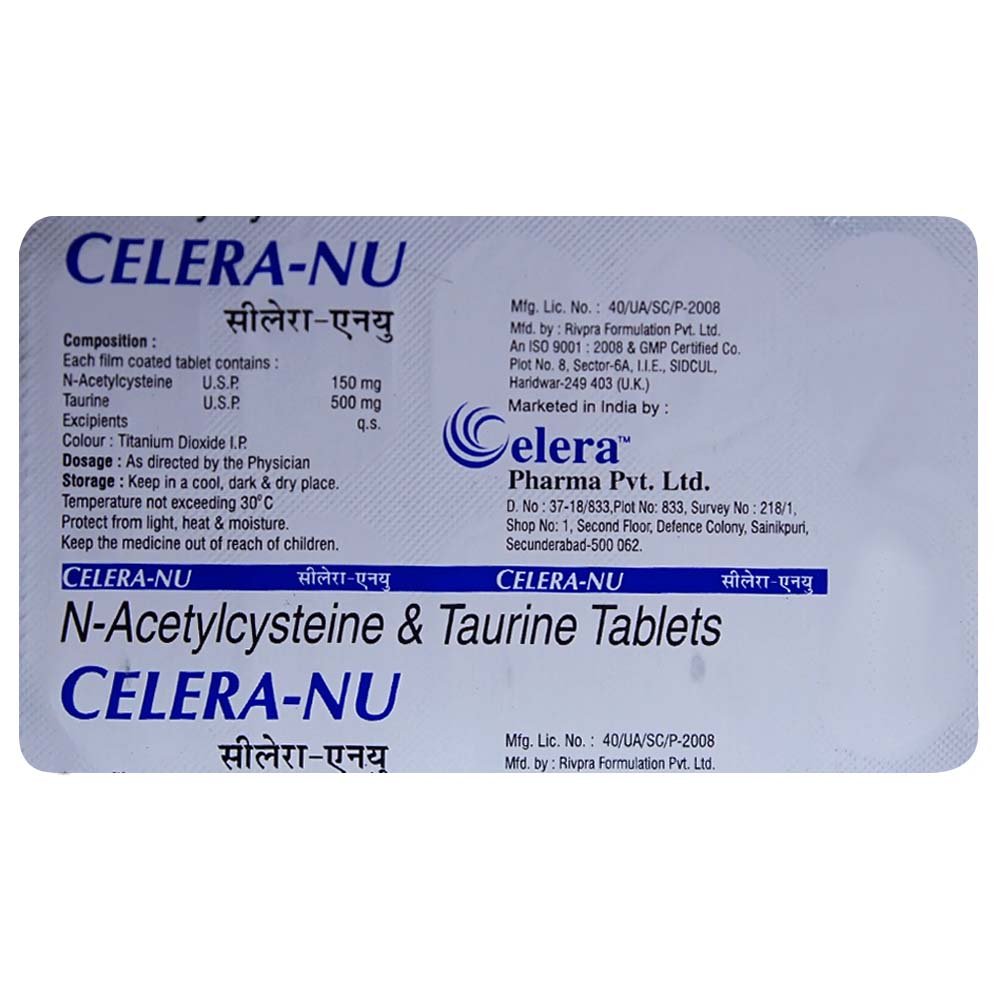 CELERA-NU
सीलेरा-एनयु
Composition :
Each film coated tablet contains :
N-Acetylcysteine U.S.P. 150 mg
Taurine U.S.P. 500 mg
Excipients q.s.
Colour : Titanium Dioxide I.P.
Dosage : As directed by the Physician
Storage : Keep in a cool, dark & dry place.
Temperature not exceeding 30°C
Protect from light, heat & moisture.
Keep the medicine out of reach of children.
Mfg. Lic. No. : 40/UA/SC/P-2008
Mfd. by : Rivpra Formulation Pvt. Ltd.
An ISO 9001 : 2008 & GMP Certified Co.
Plot No. 8, Sector-6A, I.I.E., SIDCUL,
Haridwar-249 403 (U.K.)
Marketed in India by :
Celera™
Pharma Pvt. Ltd.
D. No : 37-18/833,Plot No: 833, Survey No : 218/1,
Shop No: 1, Second Floor, Defence Colony, Sainikpuri,
Secunderabad-500 062.
CELERA-NU सीलेरा-एनयु CELERA-NU सीलेरा-एनयु
N-Acetylcysteine & Taurine Tablets
CELERA-NU
सीलेरा-एनयु
Mfg. Lic. No. : 40/UA/SC/P-2008
Mfd. by : Rivpra Formulation Pvt. Ltd.